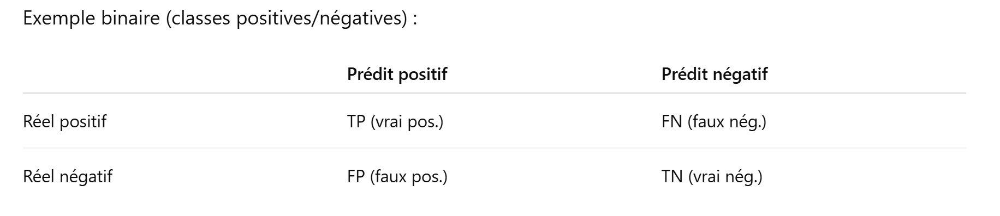 Exemple binaire (classes positives/négatives) :
Prédit positif Prédit négatif
Réel positif TP (vrai pos.) FN (faux nég.)
Réel négatif FP (faux pos.) TN (vrai nég.)